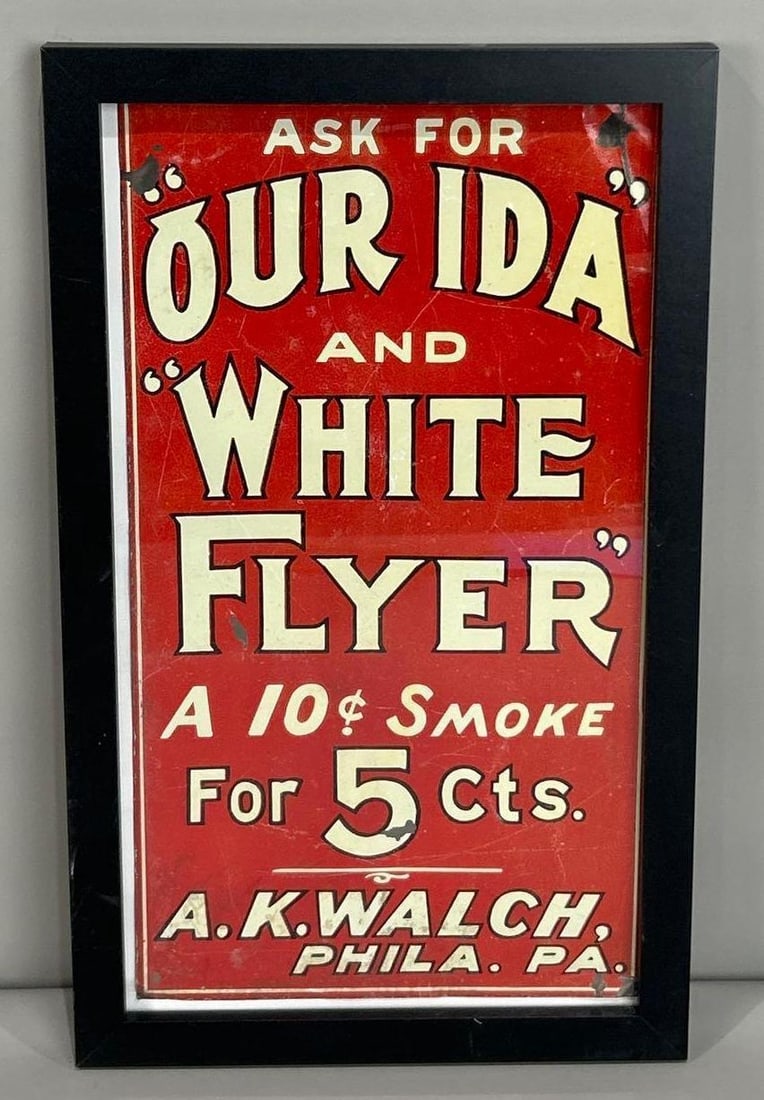 ASK FOR
"OUR IDA"
AND
"WHITE
FLYER"
A 10¢ SMOKE
For 5 Cts.
A.K.WALCH,
PHILA. PA.